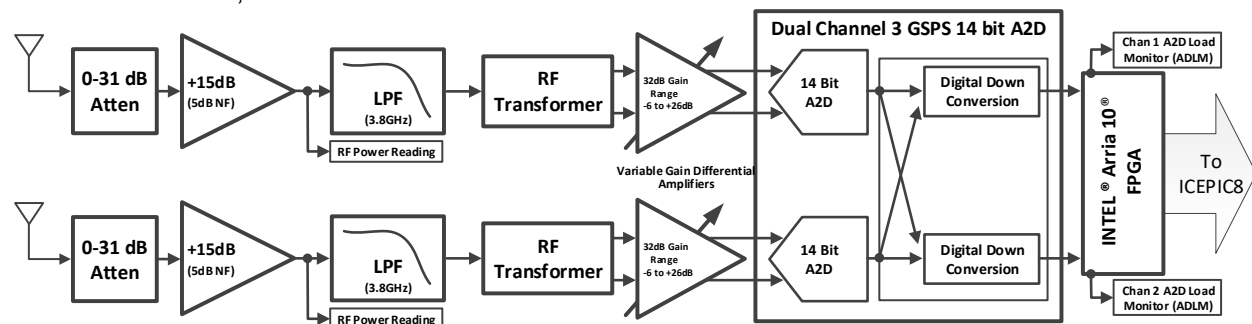 Dual Channel 3 GSPS 14 bit A2D
0-31 dB
Atten
+15dB
(5dB NF)
LPF
(3.8GHz)
RF Power Reading
RF
Transformer
32dB Gain
Range
-6 to +26dB
14 Bit
A2D
Digital Down
Conversion
Chan 1 A2D Load
Monitor (ADLM)
INTEL® Arria 10®
FPGA
To
ICEPIC8
Variable Gain Differential
Amplifiers
0-31 dB
Atten
+15dB
(5dB NF)
LPF
(3.8GHz)
RF Power Reading
RF
Transformer
32dB Gain
Range
-6 to +26dB
14 Bit
A2D
Digital Down
Conversion
Chan 2 A2D Load
Monitor (ADLM)